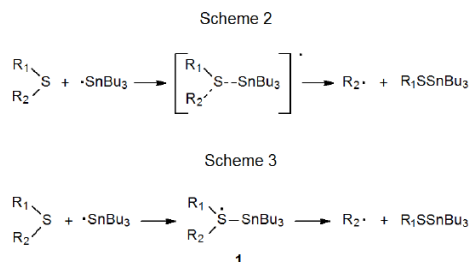 Scheme 2
R1 S R2 + ·SnBu3 → [R1 S--SnBu3 R2]· → R2· + R1SSnBu3
Scheme 3
R1 S R2 + ·SnBu3 → R1 Ṡ–SnBu3 R2 → R2· + R1SSnBu3
1